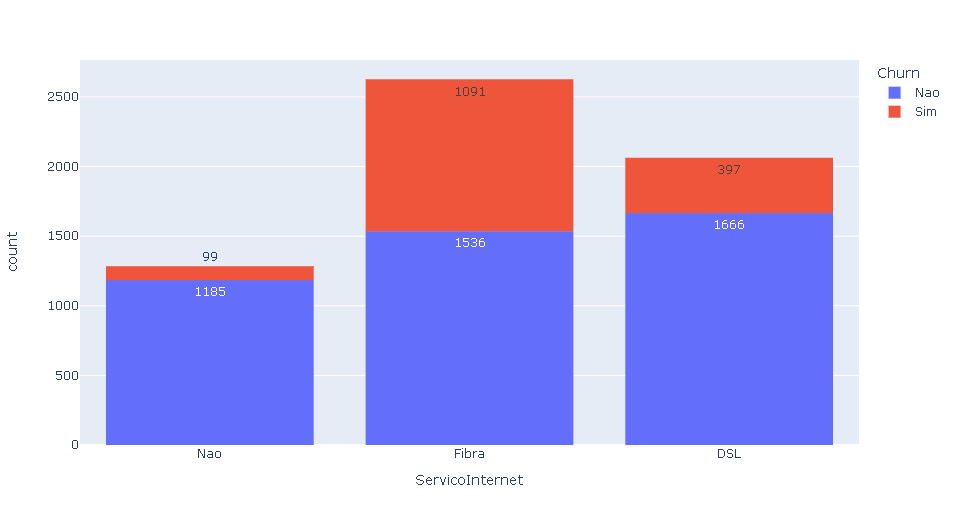 Churn
Nao
Sim
count
2500
2000
1500
1000
500
0
99
1185
1091
1536
397
1666
Nao
Fibra
DSL
ServicoInternet